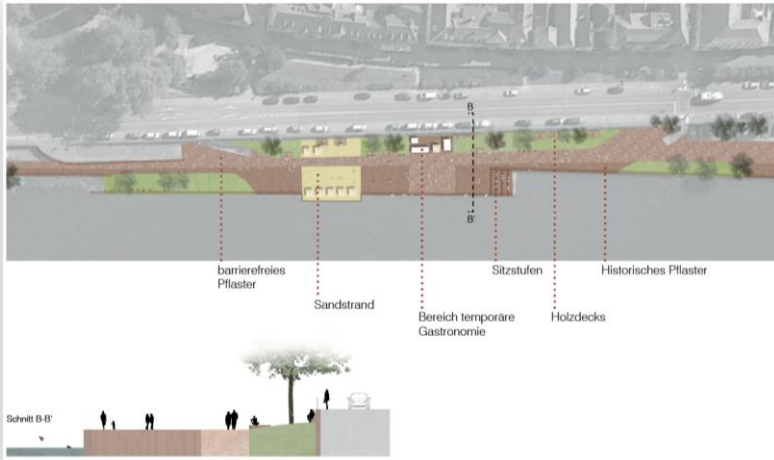 B
B'
barrierefreies
Pflaster
Sandstrand
Bereich temporäre
Gastronomie
Sitzstufen
Holzdecks
Historisches Pflaster
Schnitt B-B'